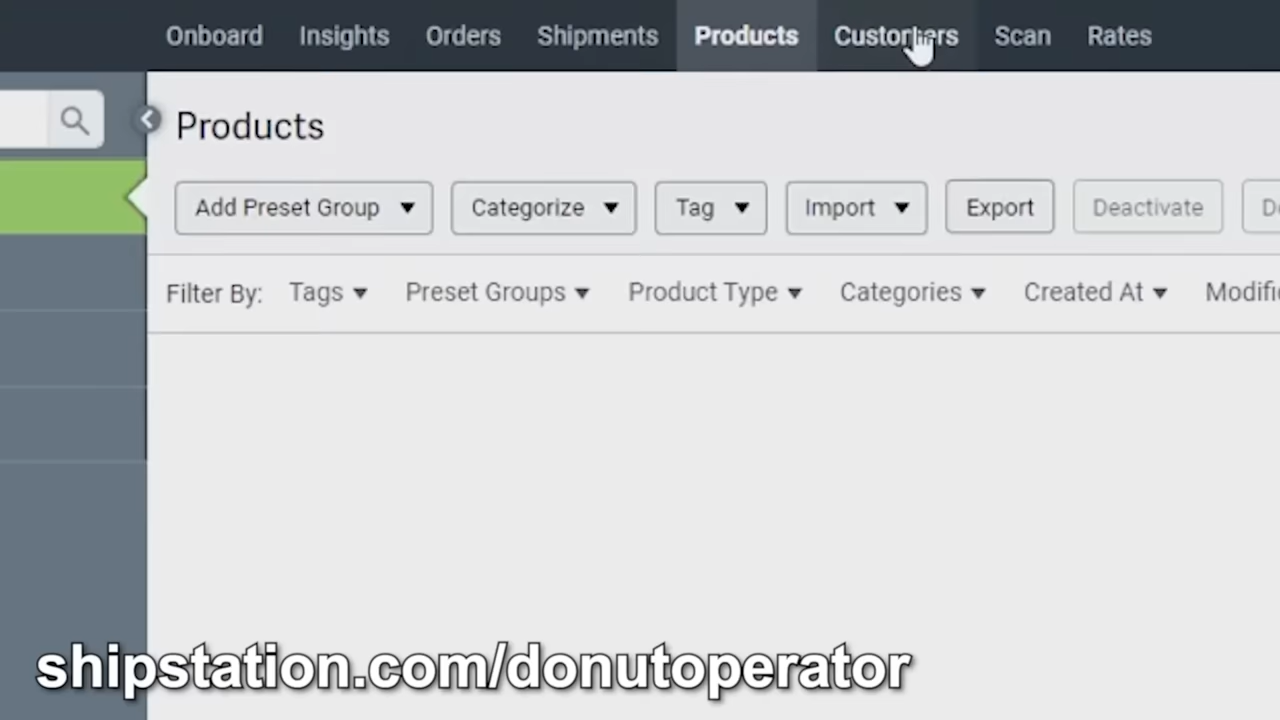 Onboard Insights Orders Shipments Products Customers Scan Rates
Products
Add Preset Group Categorize Tag Import Export Deactivate
Filter By: Tags Preset Groups Product Type Categories Created At
shipstation.com/donutoperator